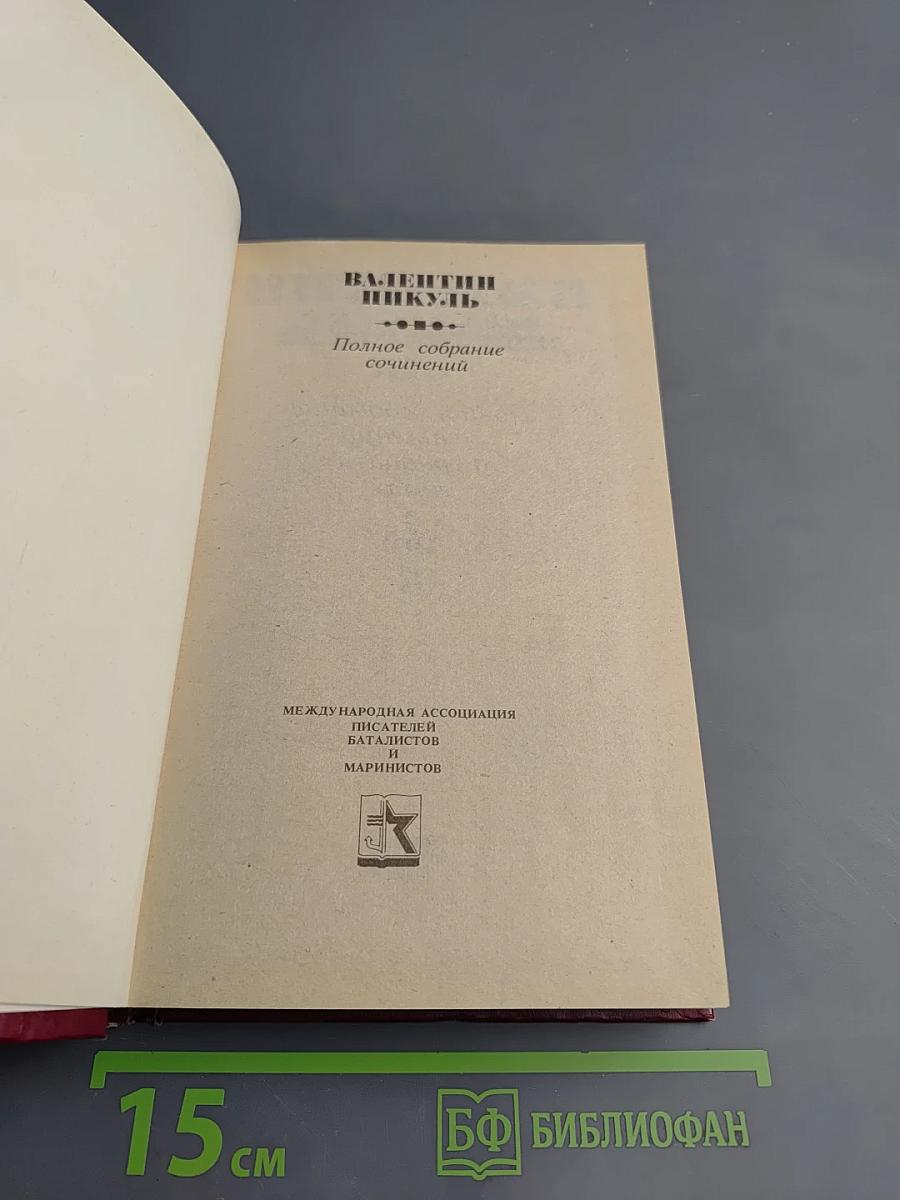 ВАЛЕНТИН
ПИКУЛЬ
Полное собрание
сочинений
МЕЖДУНАРОДНАЯ АССОЦИАЦИЯ
ПИСАТЕЛЕЙ
БАТАЛИСТОВ
И
МАРИНИСТОВ
15 см
БФ БИБЛИОФАН